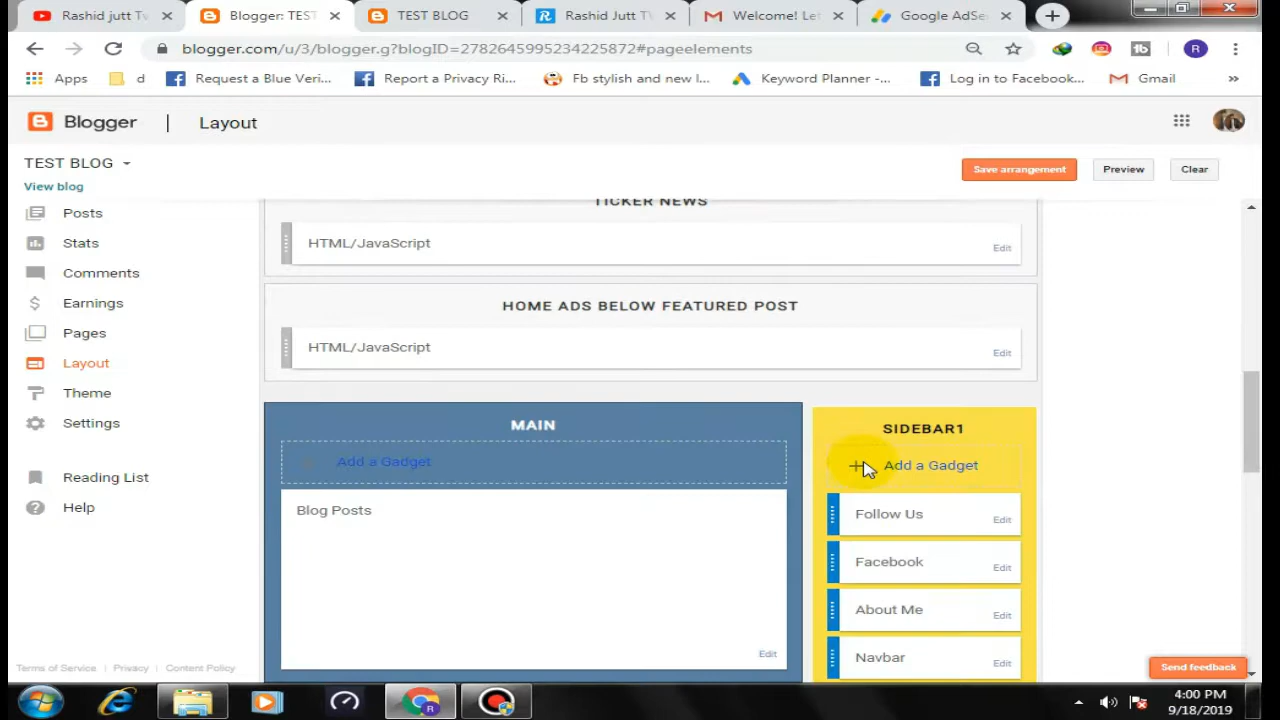 Rashid jutt Tv
Blogger: TEST
TEST BLOG
Rashid Jutt TV
Welcome! Let
Google AdSe
blogger.com/u/3/blogger.g?blogID=2782645995234225872#pageelements
Apps
d
Request a Blue Veri...
Report a Privacy Ri...
Fb stylish and new l...
Keyword Planner -...
Log in to Facebook...
Gmail
»
Blogger
|
Layout
TEST BLOG
View blog
Save arrangement
Preview
Clear
Posts
Stats
Comments
Earnings
Pages
Layout
Theme
Settings
Reading List
Help
Terms of Service | Privacy | Content Policy
TICKER NEWS
HTML/JavaScript
Edit
HOME ADS BELOW FEATURED POST
HTML/JavaScript
Edit
MAIN
Add a Gadget
Blog Posts
Edit
SIDEBAR1
Add a Gadget
Follow Us
Edit
Facebook
Edit
About Me
Edit
Navbar
Edit
Send feedback
4:00 PM
9/18/2019